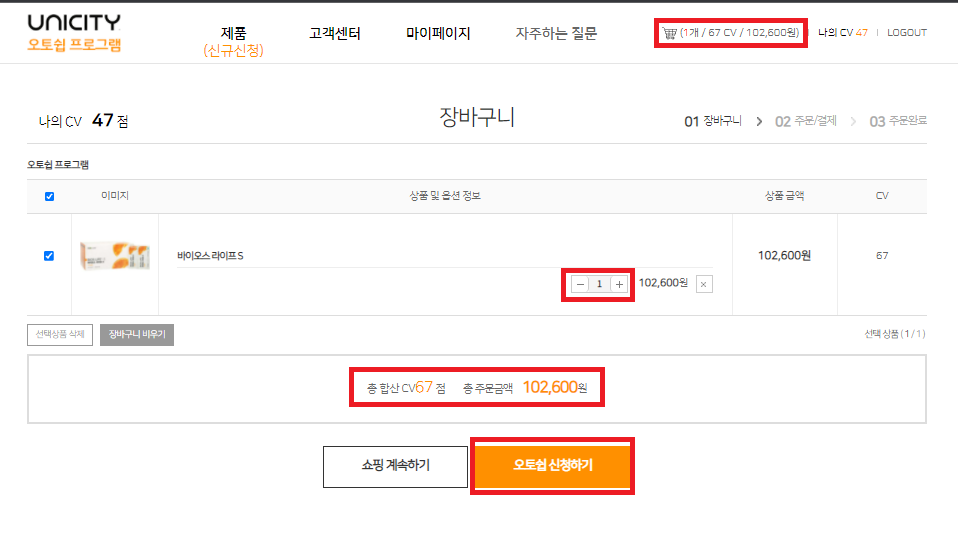 UNICITY
오토쉽 프로그램
제품
(신규신청)
고객센터
마이페이지
자주하는 질문
(1개 / 67 CV / 102,600원)
나의 CV 47
LOGOUT
나의 CV 47 점
장바구니
01 장바구니 > 02 주문/결제 > 03 주문완료
오토쉽 프로그램
이미지
상품 및 옵션 정보
상품 금액
CV
바이오스 라이프 S
− 1 + 102,600원 ×
102,600원
67
선택상품 삭제
장바구니 비우기
선택 상품 (1 / 1)
총 합산 CV67 점 총 주문금액 102,600원
쇼핑 계속하기
오토쉽 신청하기